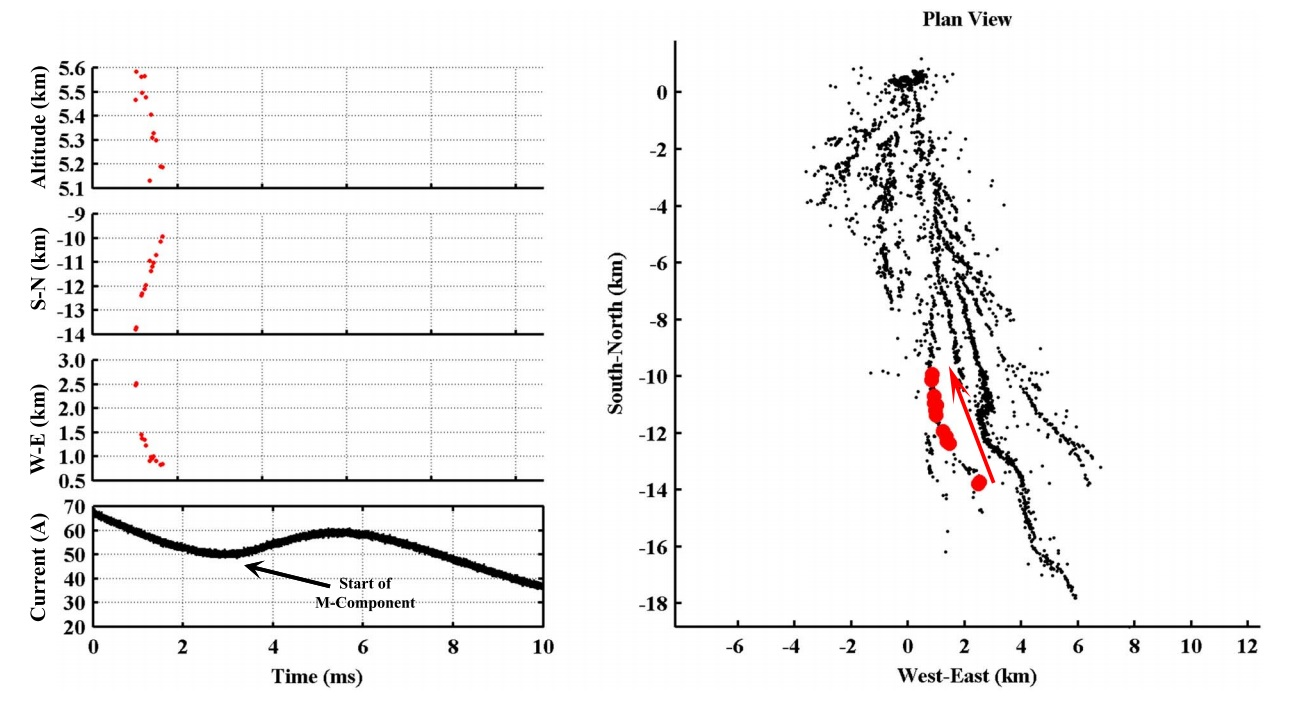 Altitude (km)
5.6
5.5
5.4
5.3
5.2
5.1
S-N (km)
-9
-10
-11
-12
-13
-14
W-E (km)
3.0
2.5
2.0
1.5
1.0
0.5
Current (A)
70
60
50
40
30
20
Start of
M-Component
0 2 4 6 8 10
Time (ms)
Plan View
South-North (km)
0
-2
-4
-6
-8
-10
-12
-14
-16
-18
-6 -4 -2 0 2 4 6 8 10 12
West-East (km)